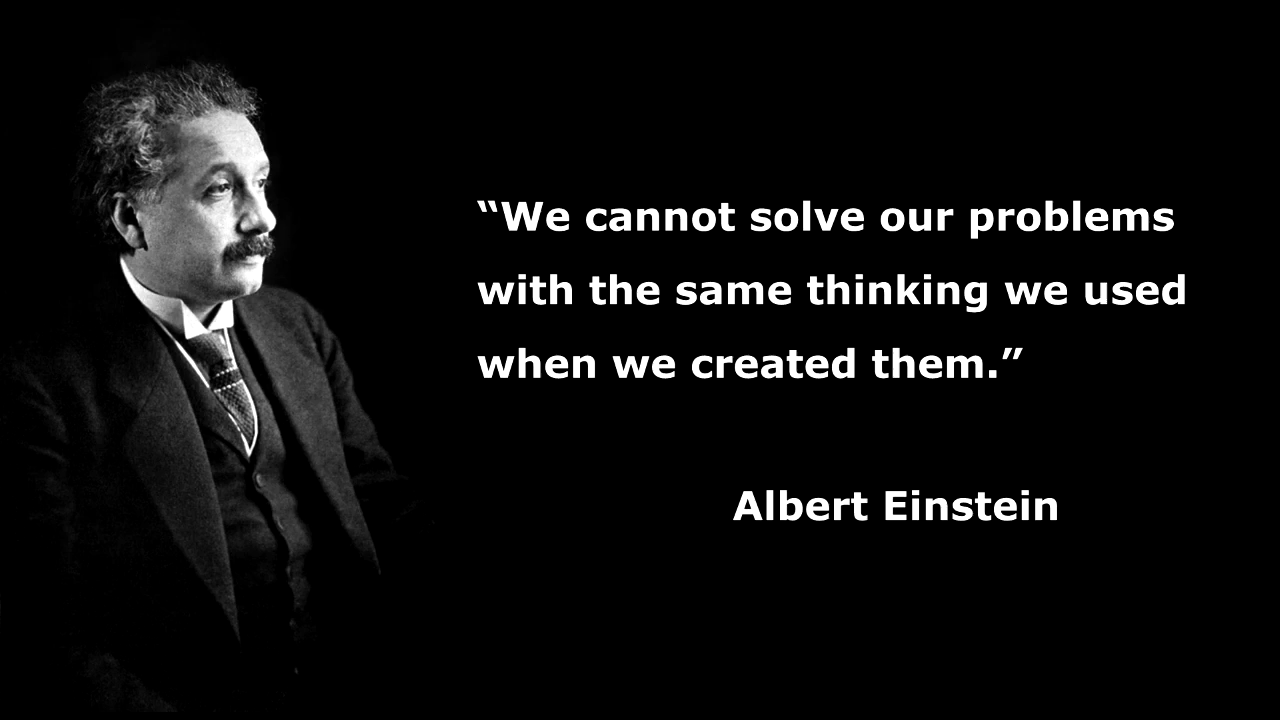 “We cannot solve our problems
with the same thinking we used
when we created them.”
Albert Einstein